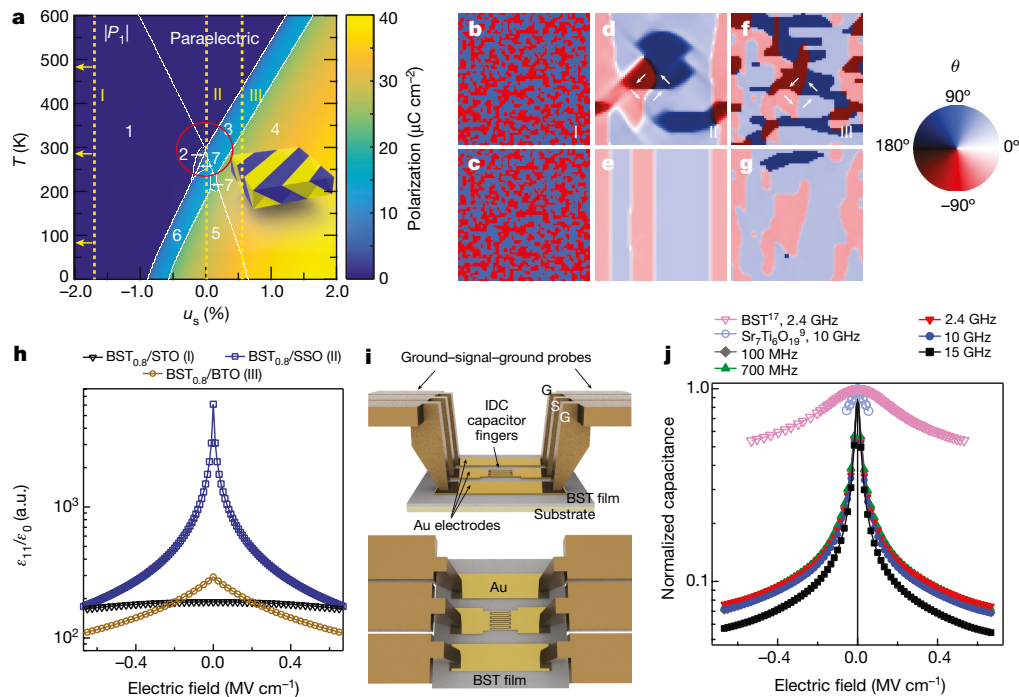 a
600
500
400
300
200
100
0
T (K)
|P₁|
Paraelectric
I
II
III
1
2
3
4
7
7
6
5
−2.0
−1.0
0.0
1.0
2.0
uₛ (%)
40
30
20
10
0
Polarization (μC cm⁻²)
b
I
d
II
f
III
c
e
g
θ
90º
180º
0º
−90º
h
BST₀.₈/STO (I)
BST₀.₈/SSO (II)
BST₀.₈/BTO (III)
ε₁₁/ε₀ (a.u.)
10³
10²
−0.4
0.0
0.4
Electric field (MV cm⁻¹)
i
Ground–signal–ground probes
G
S
G
IDC
capacitor
fingers
BST film
Substrate
Au electrodes
Au
BST film
j
BST¹⁷, 2.4 GHz
Sr₇Ti₆O₁₉⁹, 10 GHz
100 MHz
700 MHz
2.4 GHz
10 GHz
15 GHz
Normalized capacitance
1.0
0.1
−0.4
0.0
0.4
Electric field (MV cm⁻¹)